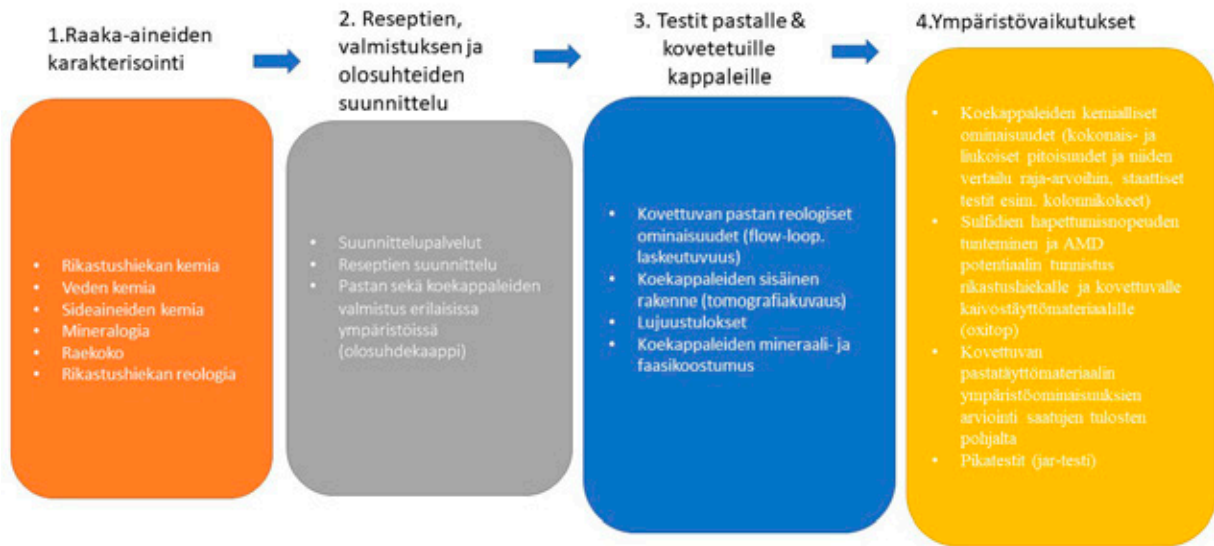 1.Raaka-aineiden
karakterisointi
2. Reseptien,
valmistuksen ja
olosuhteiden
suunnittelu
3. Testit pastalle &
kovetetuille
kappaleille
4.Ympäristövaikutukset
• Rikastushiekan kemia
• Veden kemia
• Sideaineiden kemia
• Mineralogia
• Raekoko
• Rikastushiekan reologia
• Suunnittelupalvelut
• Reseptien suunnittelu
• Pastan sekä koekappaleiden
valmistus erilaisissa
ympäristöissä
(olosuhdekaappi)
• Kovettuvan pastan reologiset
ominaisuudet (flow-loop.
laskeutuvuus)
• Koekappaleiden sisäinen
rakenne (tomografiakuvaus)
• Lujuustulokset
• Koekappaleiden mineraali- ja
faasikoostumus
• Koekappaleiden kemialliset
ominaisuudet (kokonais- ja
liukoiset pitoisuudet ja niiden
vertailu raja-arvoihin, staattiset
testit esim. kolonnikokeet)
• Sulfidien hapettumisnopeuden
tunteminen ja AMD
potentiaalin tunnistus
rikastushiekalle ja kovettuvalle
kaivostäyttömateriaalille
(oxitop)
• Kovettuvan
pastatäyttömateriaalin
ympäristöominaisuuksien
arviointi saatujen tulosten
pohjalta
• Pikatestit (jar-testi)